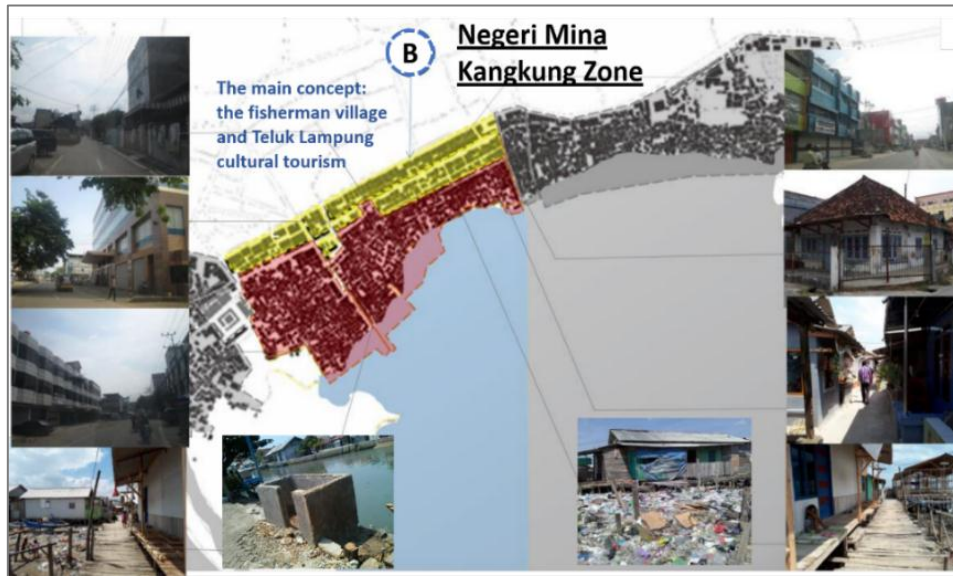 B
Negeri Mina
Kangkung Zone
The main concept:
the fisherman village
and Teluk Lampung
cultural tourism